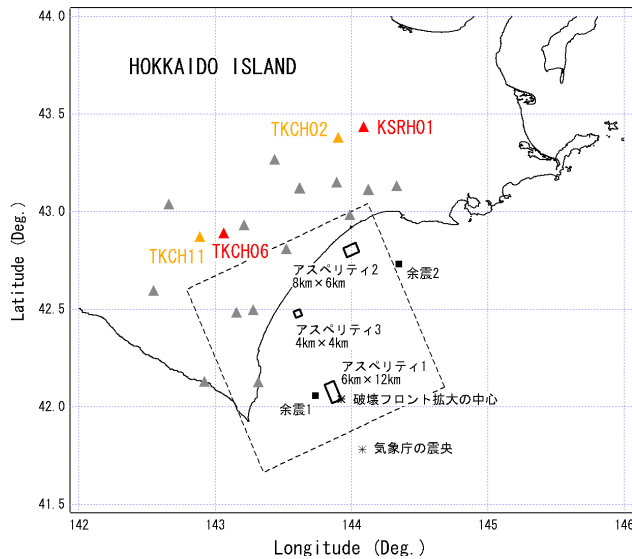 44.0
HOKKAIDO ISLAND
43.5
TKCH02
KSRH01
43.0
TKCH11
TKCH06
アスペリティ2
8km×6km
余震2
42.5
アスペリティ3
4km×4km
アスペリティ1
6km×12km
42.0
余震1
破壊フロント拡大の中心
気象庁の震央
41.5
142
143
144
145
146
Latitude (Deg.)
Longitude (Deg.)